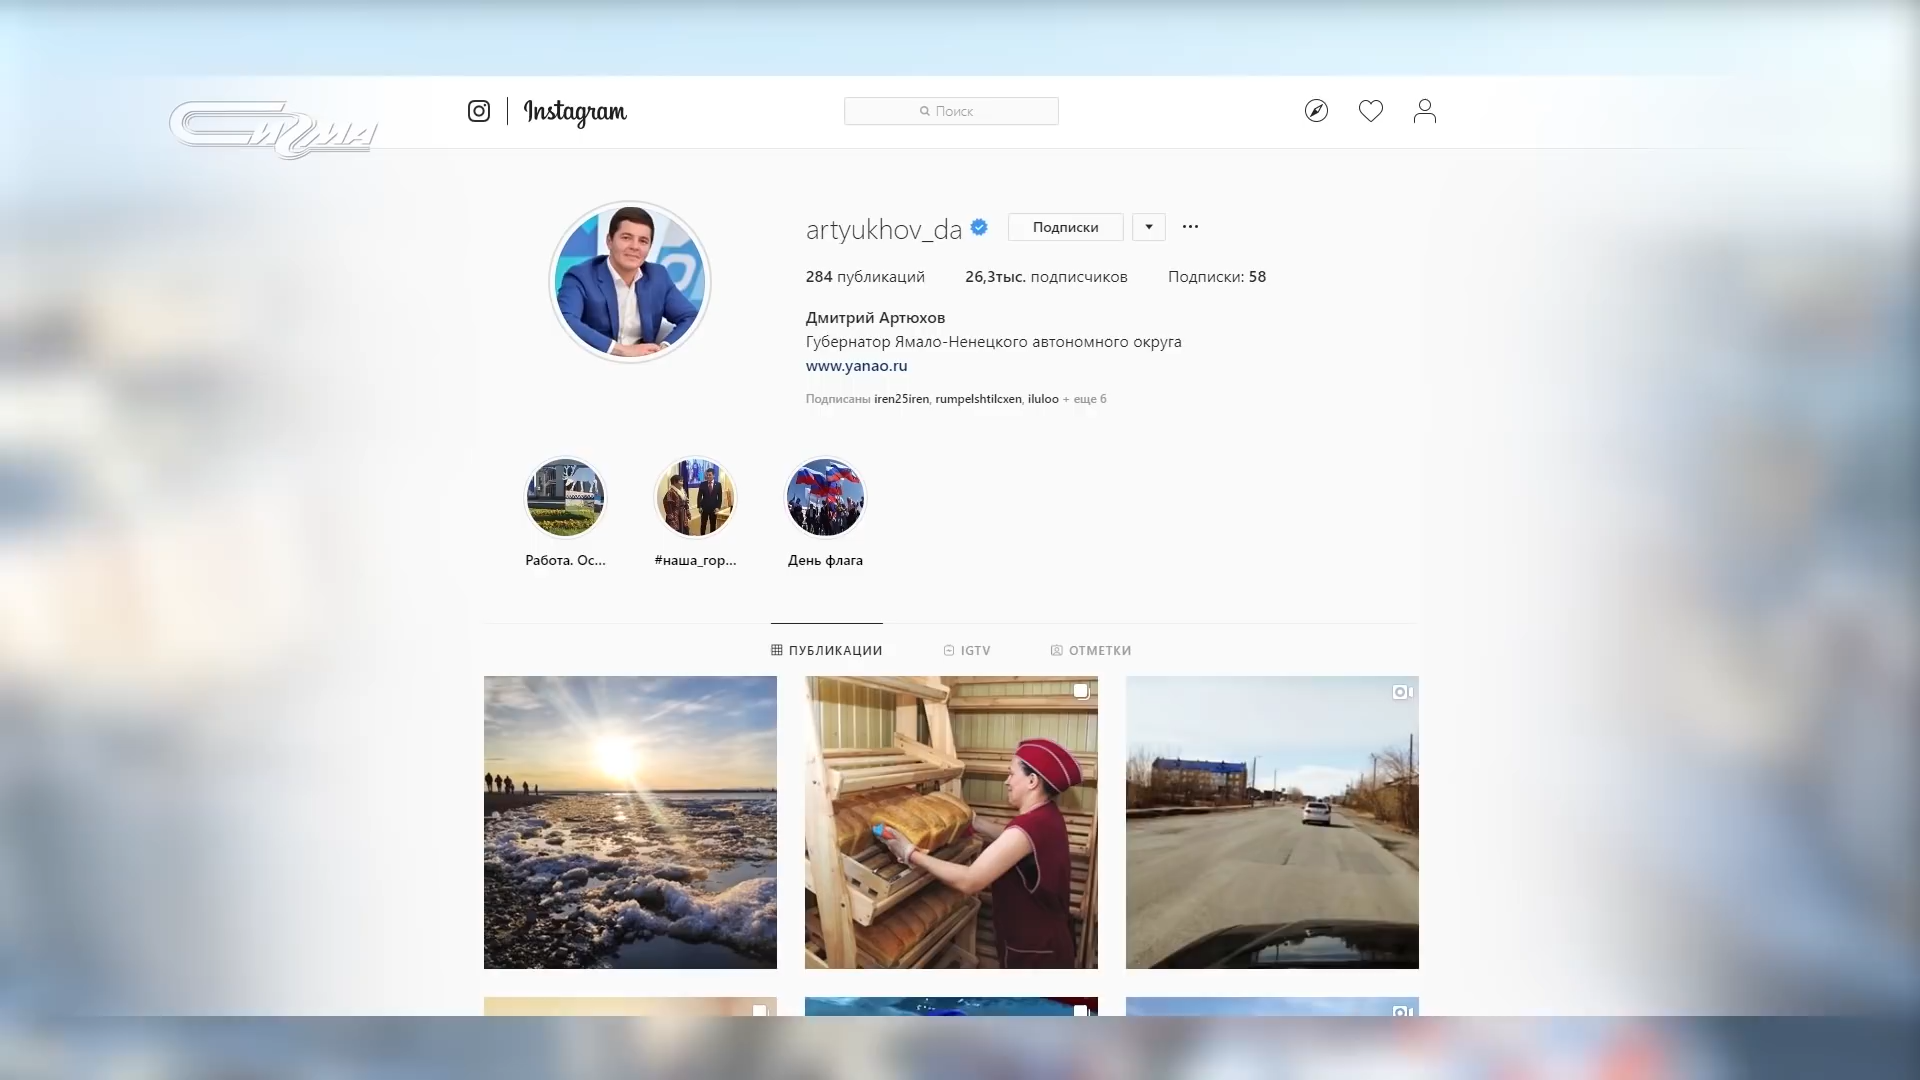 СИГМА
Instagram
Поиск
artyukhov_da
Подписки
284 публикаций
26,3тыс. подписчиков
Подписки: 58
Дмитрий Артюхов
Губернатор Ямало-Ненецкого автономного округа
www.yanao.ru
Подписаны iren25iren, rumpelshtilcxen, iluloo + еще 6
Работа. Ос...
#наша_гор...
День флага
ПУБЛИКАЦИИ
IGTV
ОТМЕТКИ